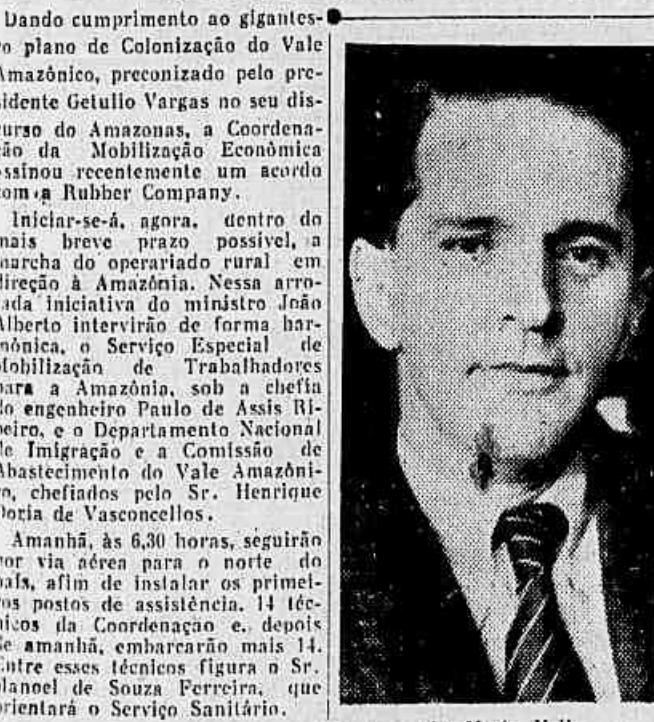 Dando cumprimento ao gigantes-
o plano de Colonização do Vale
Amazônico, preconizado pelo pre-
sidente Getulio Vargas no seu dis-
curso do Amazonas, a Coordena-
ção da Mobilização Econômica
assinou recentemente um acordo
com a Rubber Company.
Iniciar-se-á, agora, dentro do
mais breve prazo possível, a
marcha do operariado rural em
direção à Amazônia. Nessa arro-
jada iniciativa do ministro João
Alberto intervirão de forma har-
mônica, o Serviço Especial de
Mobilização de Trabalhadores
para a Amazônia, sob a chefia
do engenheiro Paulo de Assis Ri-
beiro, e o Departamento Nacional
de Imigração e a Comissão de
Abastecimento do Vale Amazôni-
co, chefiados pelo Sr. Henrique
Doria de Vasconcellos.
Amanhã, às 6,30 horas, seguirão
por via aérea para o norte do
país, afim de instalar os primei-
ros postos de assistência, 14 téc-
nicos da Coordenação e, depois
de amanhã, embarcarão mais 14.
Entre esses técnicos figura o Sr.
Manoel de Souza Ferreira, que
orientará o Serviço Sanitário.